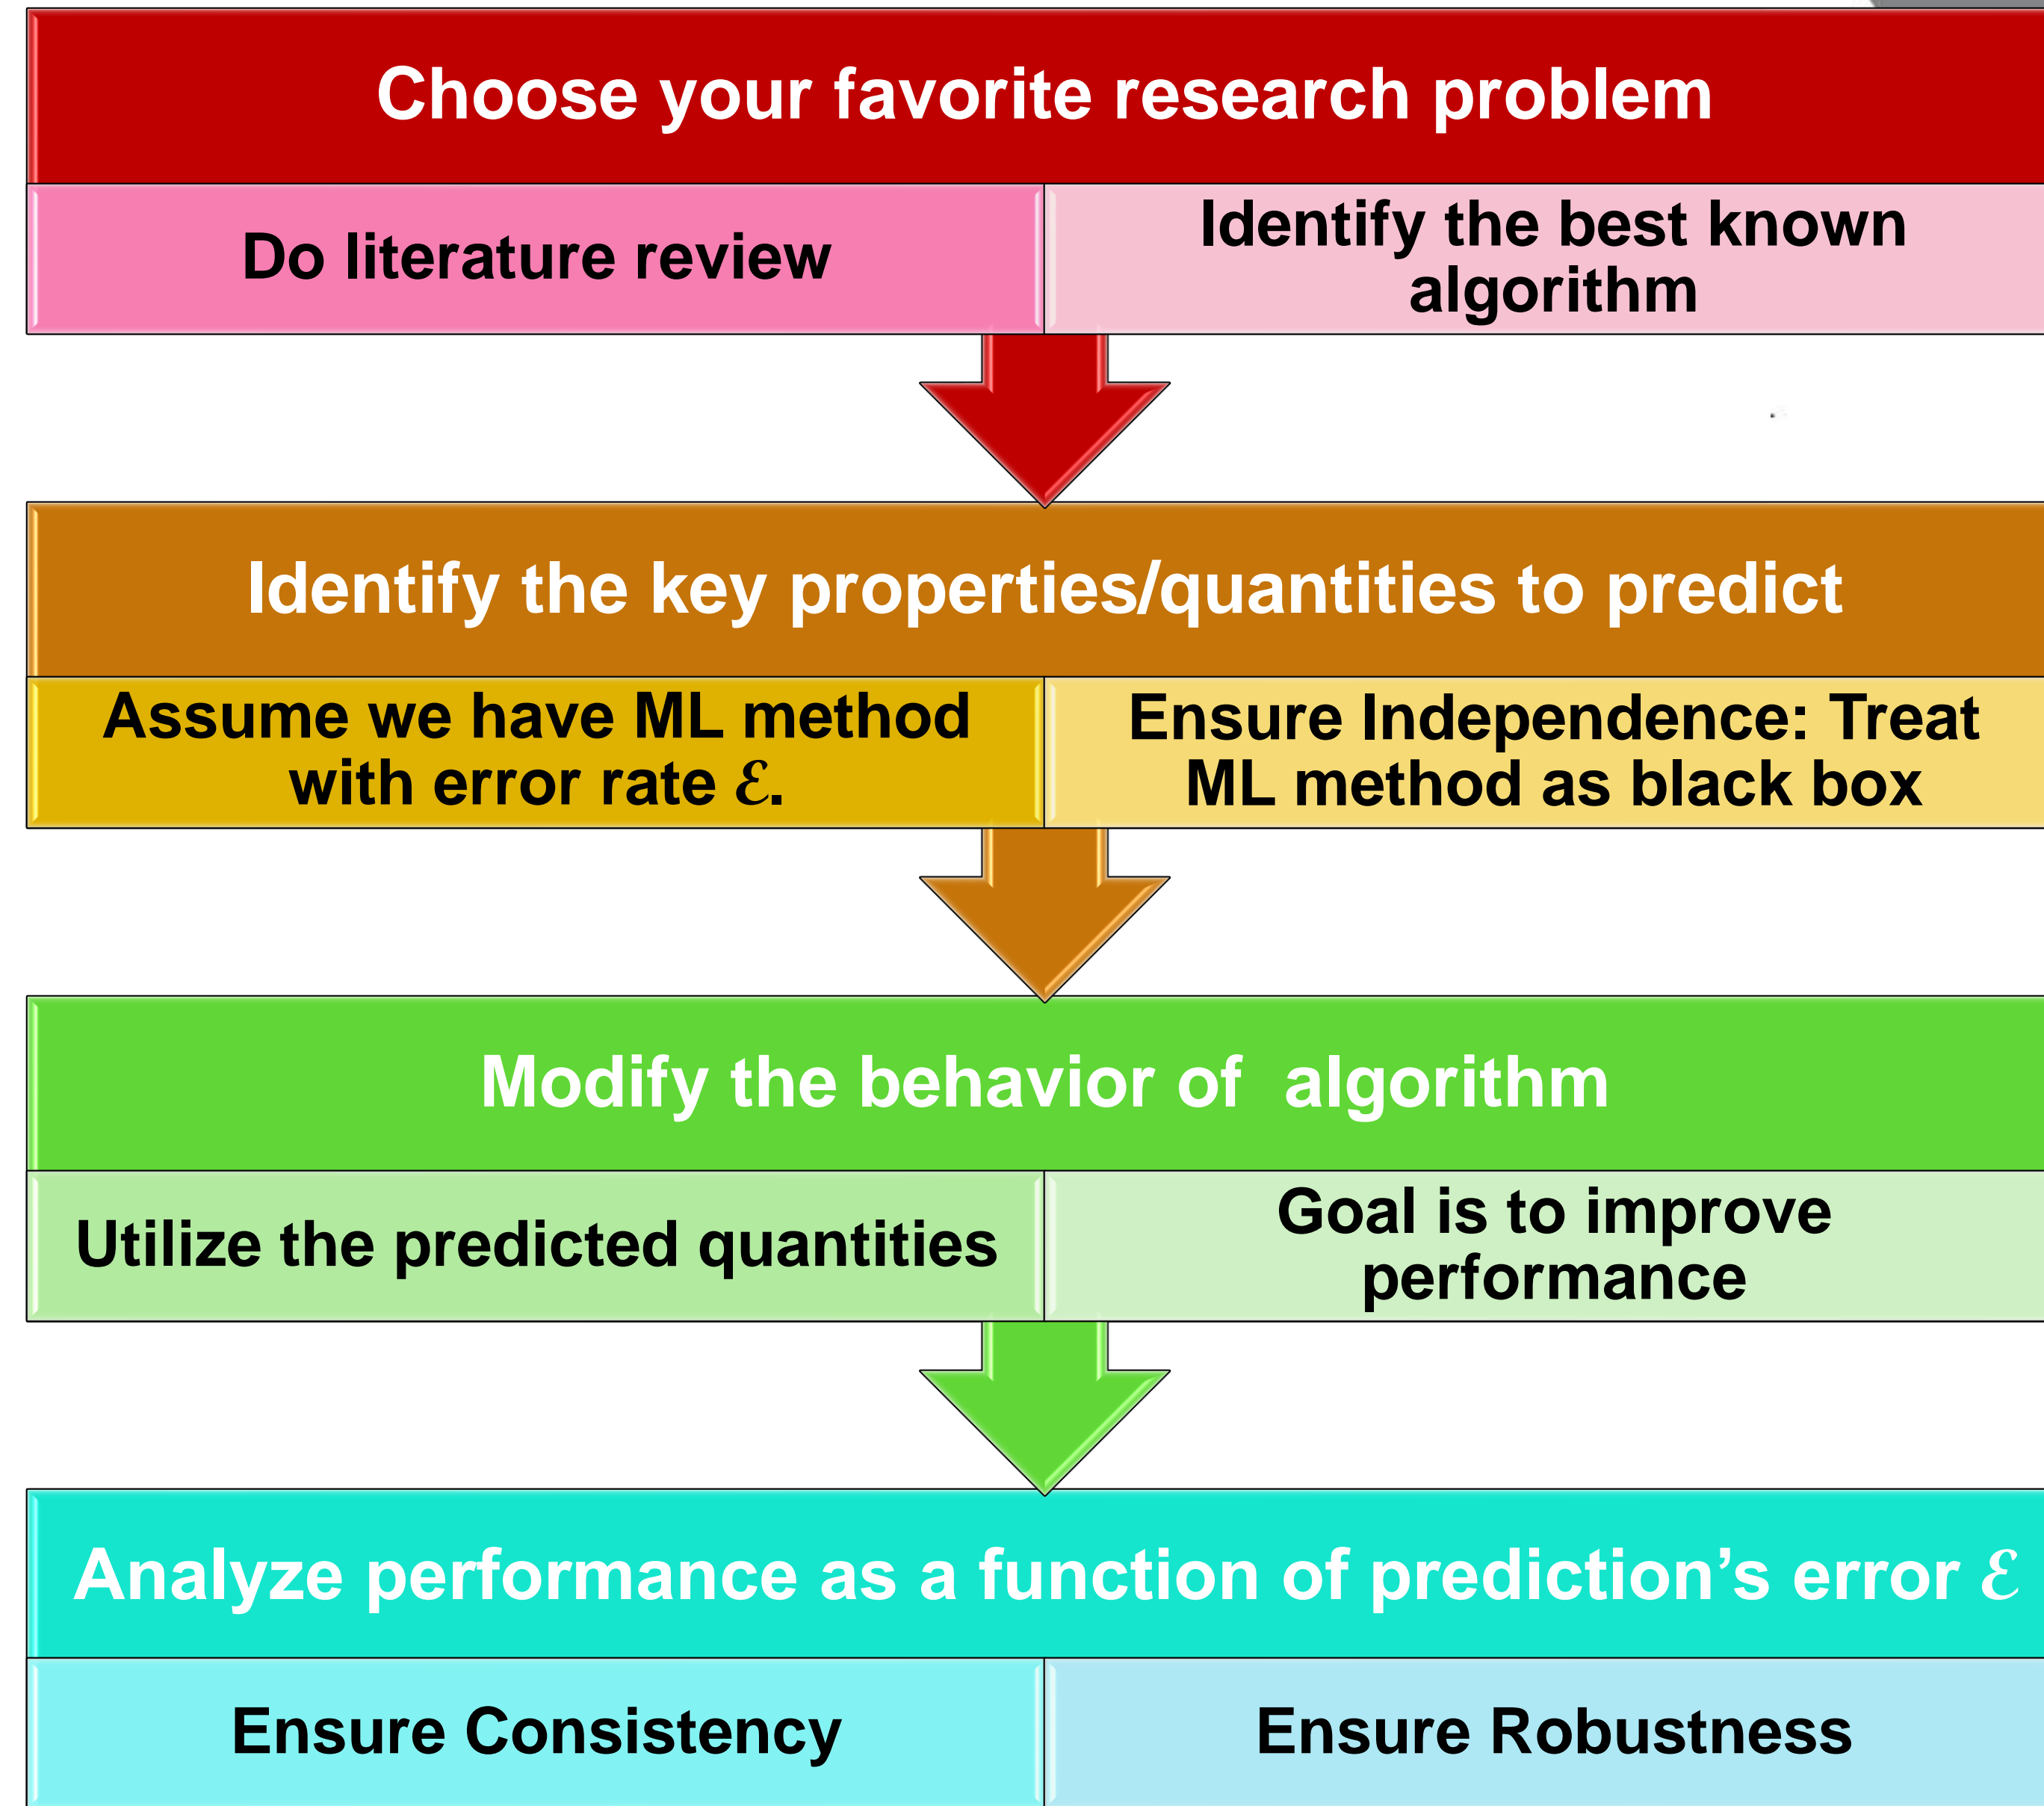 Choose your favorite research problem
Do literature review
Identify the best known
algorithm
Identify the key properties/quantities to predict
Assume we have ML method
with error rate ℰ.
Ensure Independence: Treat
ML method as black box
Modify the behavior of  algorithm
Utilize the predicted quantities
Goal is to improve
performance
Analyze performance as a function of prediction’s error ℰ
Ensure Consistency
Ensure Robustness